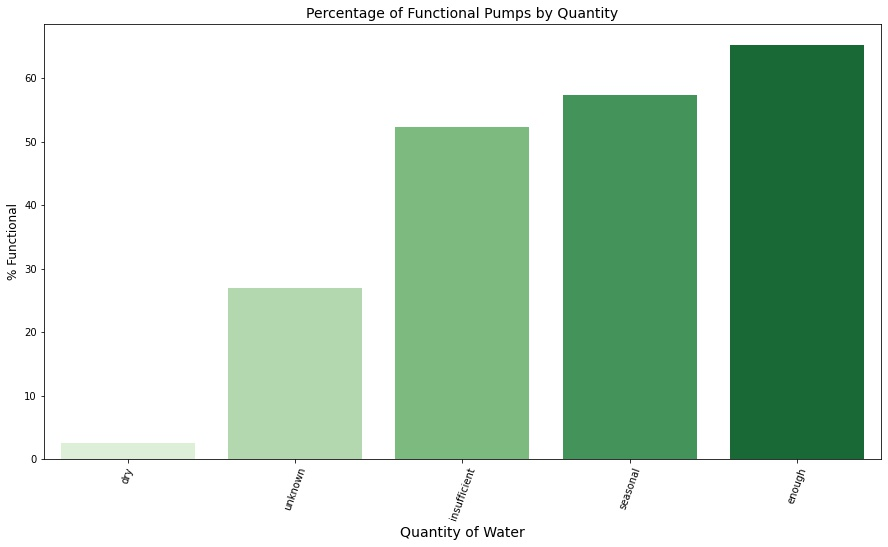 Percentage of Functional Pumps by Quantity
% Functional
60
50
40
30
20
10
0
dry
unknown
insufficient
seasonal
enough
Quantity of Water